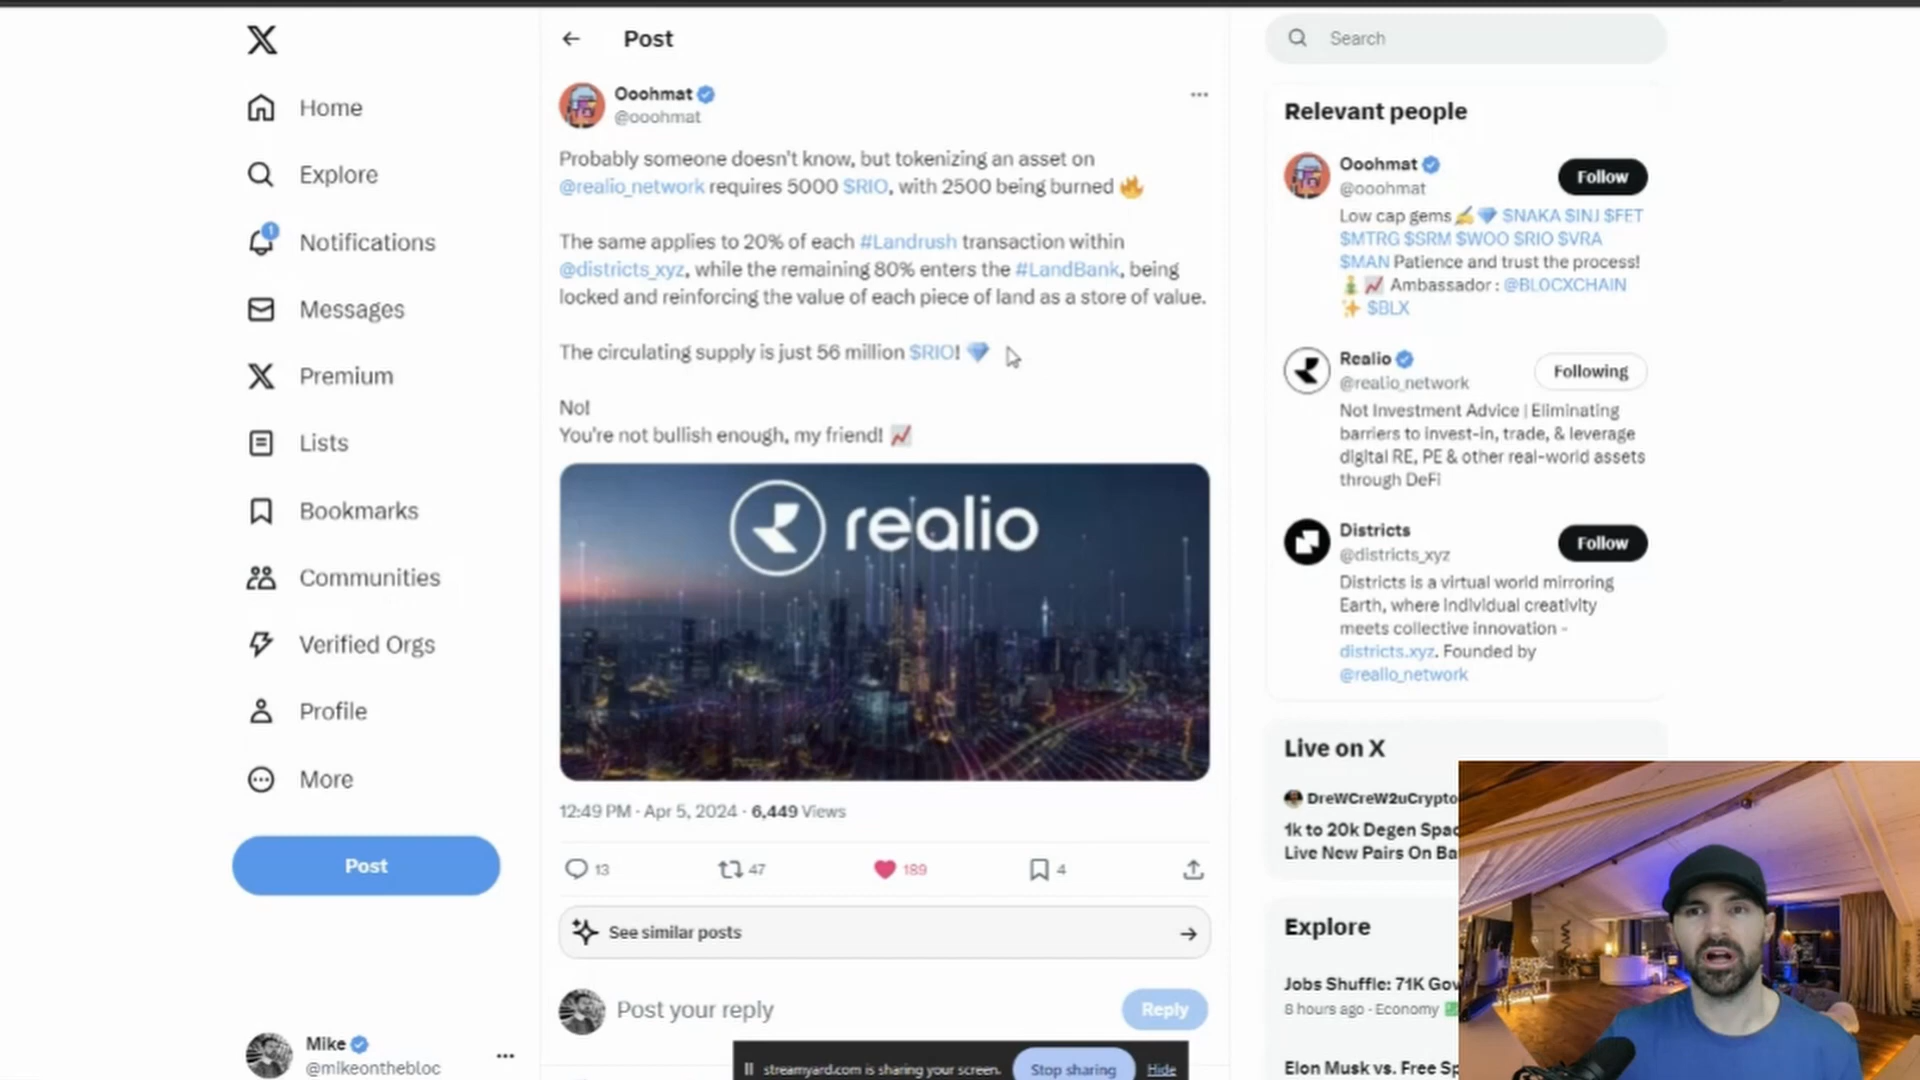 Home
Explore
1
Notifications
Messages
Premium
Lists
Bookmarks
Communities
Verified Orgs
Profile
More
Post
Mike
@mikeonthebloc
Post
Ooohmat
@ooohmat
Probably someone doesn't know, but tokenizing an asset on
@realio_network requires 5000 $RIO, with 2500 being burned
The same applies to 20% of each #Landrush transaction within
@districts_xyz, while the remaining 80% enters the #LandBank, being
locked and reinforcing the value of each piece of land as a store of value.
The circulating supply is just 56 million $RIO!
No!
You're not bullish enough, my friend!
realio
12:49 PM · Apr 5, 2024 · 6,449 Views
13
47
189
4
See similar posts
Post your reply
Reply
streamyard.com is sharing your screen.
Stop sharing
Hide
Search
Relevant people
Ooohmat
@ooohmat
Follow
Low cap gems $NAKA $INJ $FET
$MTRG $SRM $WOO $RIO $VRA
$MAN Patience and trust the process!
Ambassador : @BLOCXCHAIN
$BLX
Realio
@realio_network
Following
Not Investment Advice | Eliminating
barriers to invest-in, trade, & leverage
digital RE, PE & other real-world assets
through DeFi
Districts
@districts_xyz
Follow
Districts is a virtual world mirroring
Earth, where individual creativity
meets collective innovation -
districts.xyz. Founded by
@realio_network
Live on X
DreWCreW2uCrypto
1k to 20k Degen Spac
Live New Pairs On Ba
Explore
Jobs Shuffle: 71K Gov
8 hours ago · Economy
Elon Musk vs. Free Sp